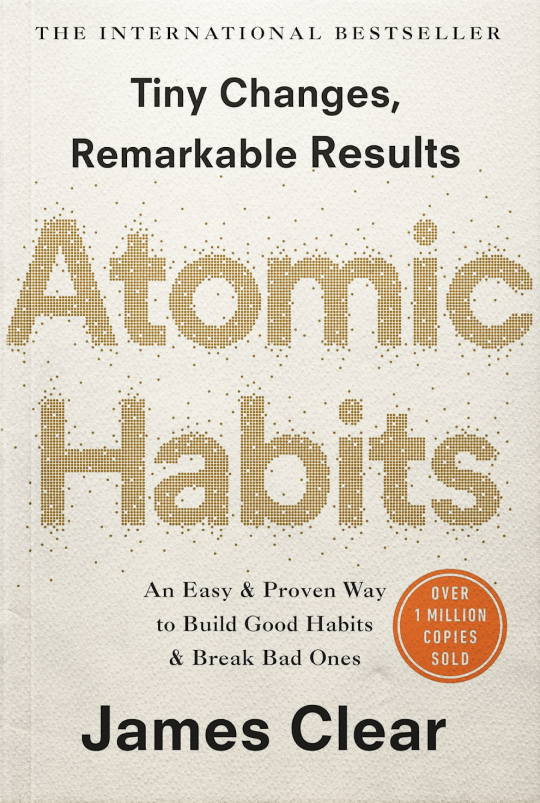 THE INTERNATIONAL BESTSELLER
Tiny Changes,
Remarkable Results
Atomic
Habits
An Easy & Proven Way
to Build Good Habits
& Break Bad Ones
OVER
1 MILLION
COPIES
SOLD
James Clear